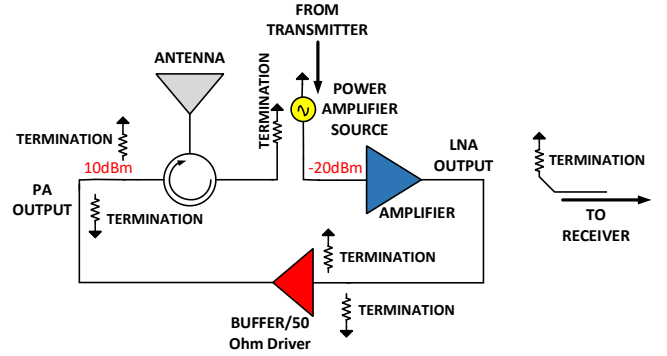 FROM
TRANSMITTER
ANTENNA
TERMINATION
POWER
AMPLIFIER
SOURCE
TERMINATION
LNA
OUTPUT
TERMINATION
10dBm
-20dBm
PA
OUTPUT
TERMINATION
AMPLIFIER
TO
RECEIVER
TERMINATION
TERMINATION
BUFFER/50
Ohm Driver